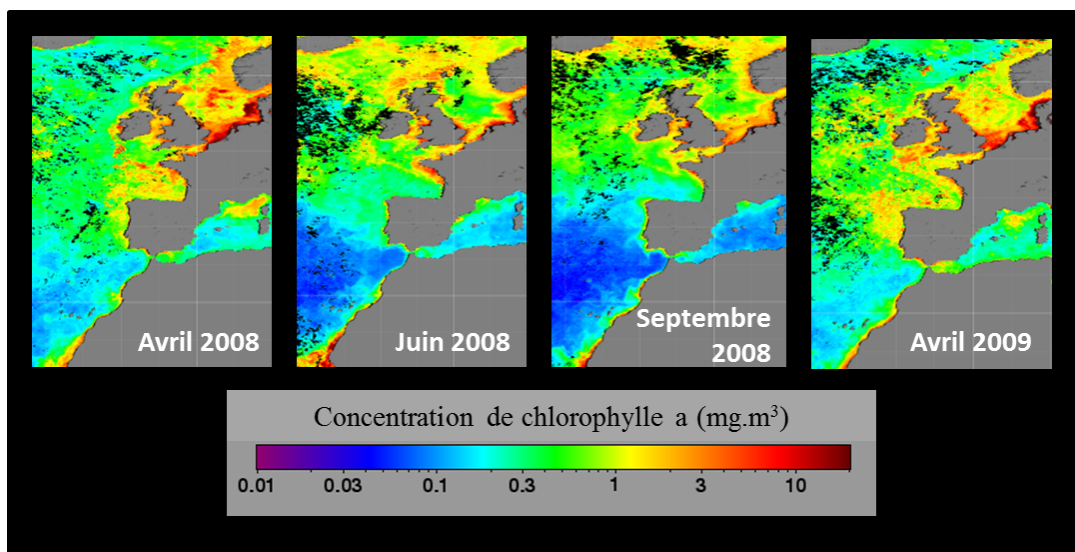 Avril 2008
Juin 2008
Septembre
2008
Avril 2009
Concentration de chlorophylle a (mg.m³)
0.01 0.03 0.1 0.3 1 3 10